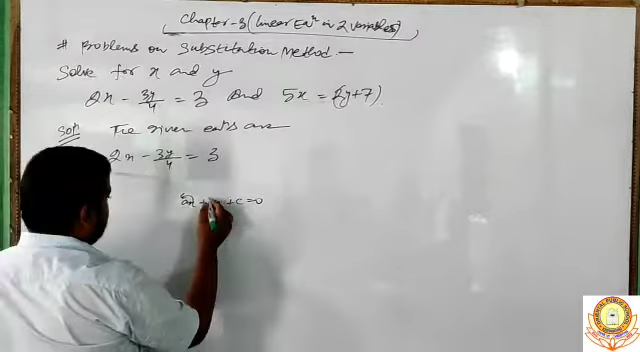 Chapter-3 (Linear Eqn in 2 variables)
# Problems on Substitution Method.—
Solve for x and y
2x - 3y/4 = 3 and 5x = 2y+7)
Sol: The given eqns are
2x - 3y/4 = 3
ax + + c = 0